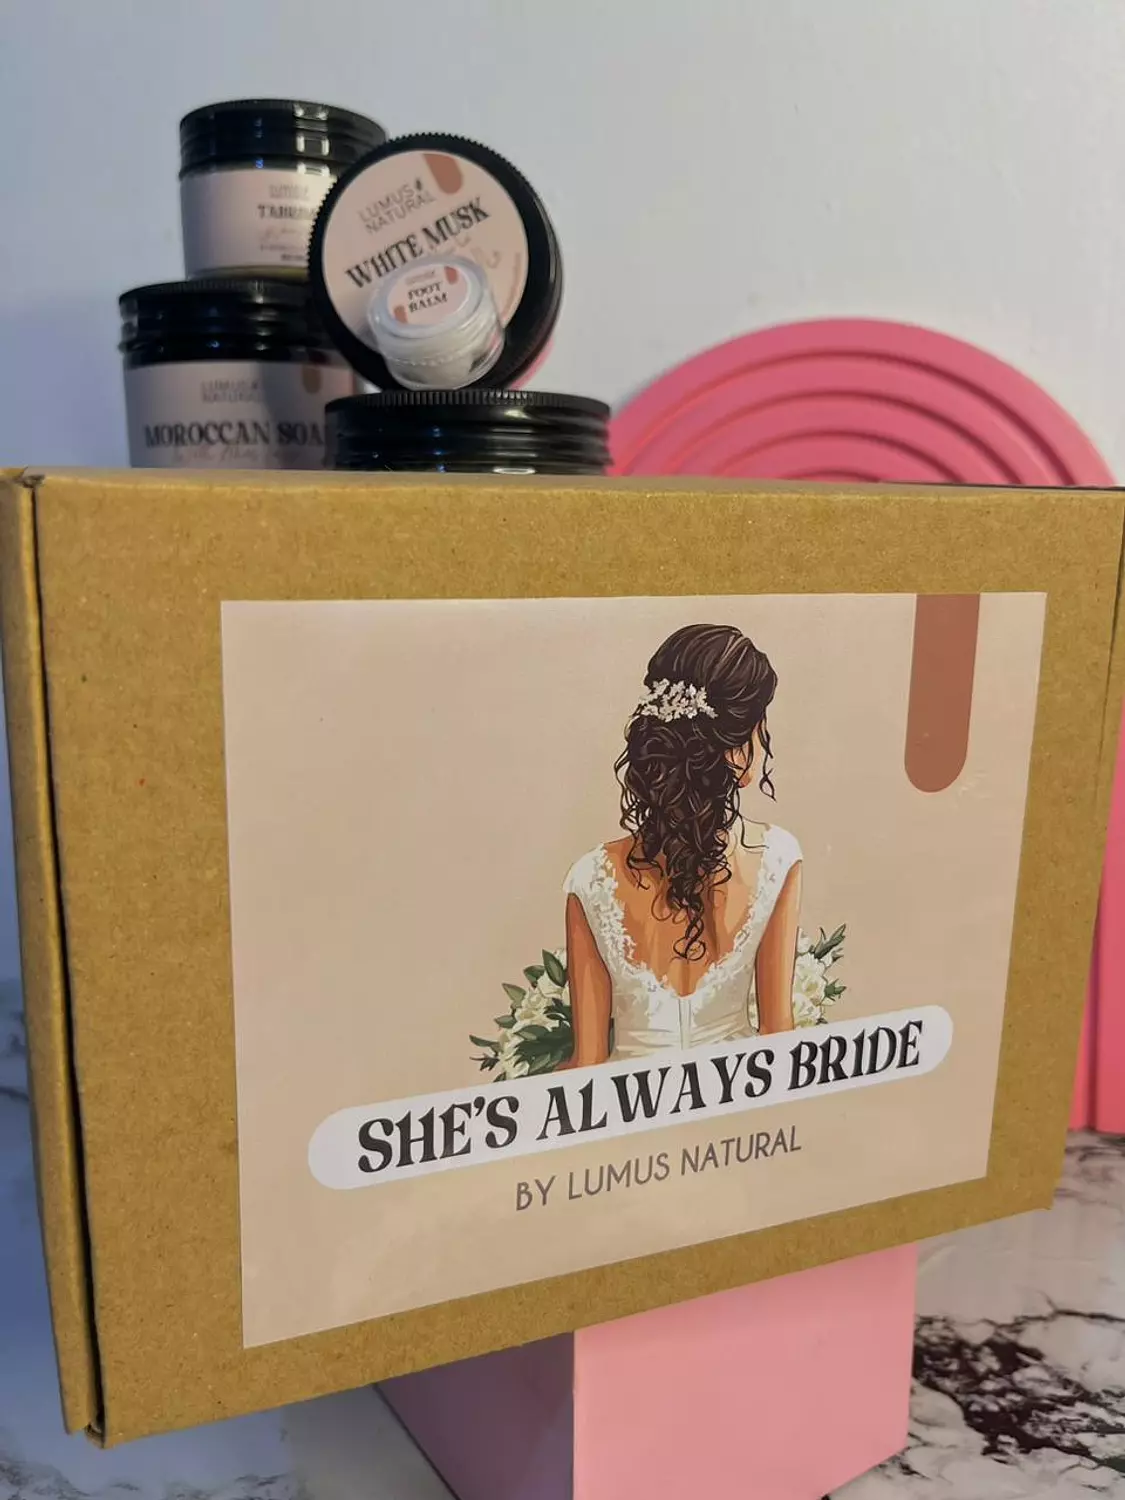 LUMUS
NATURAL
WHITE MUSK
FOOT
BALM
LUMUS
NATURAL
MOROCCAN SOA
SHE'S ALWAYS BRIDE
BY LUMUS NATURAL